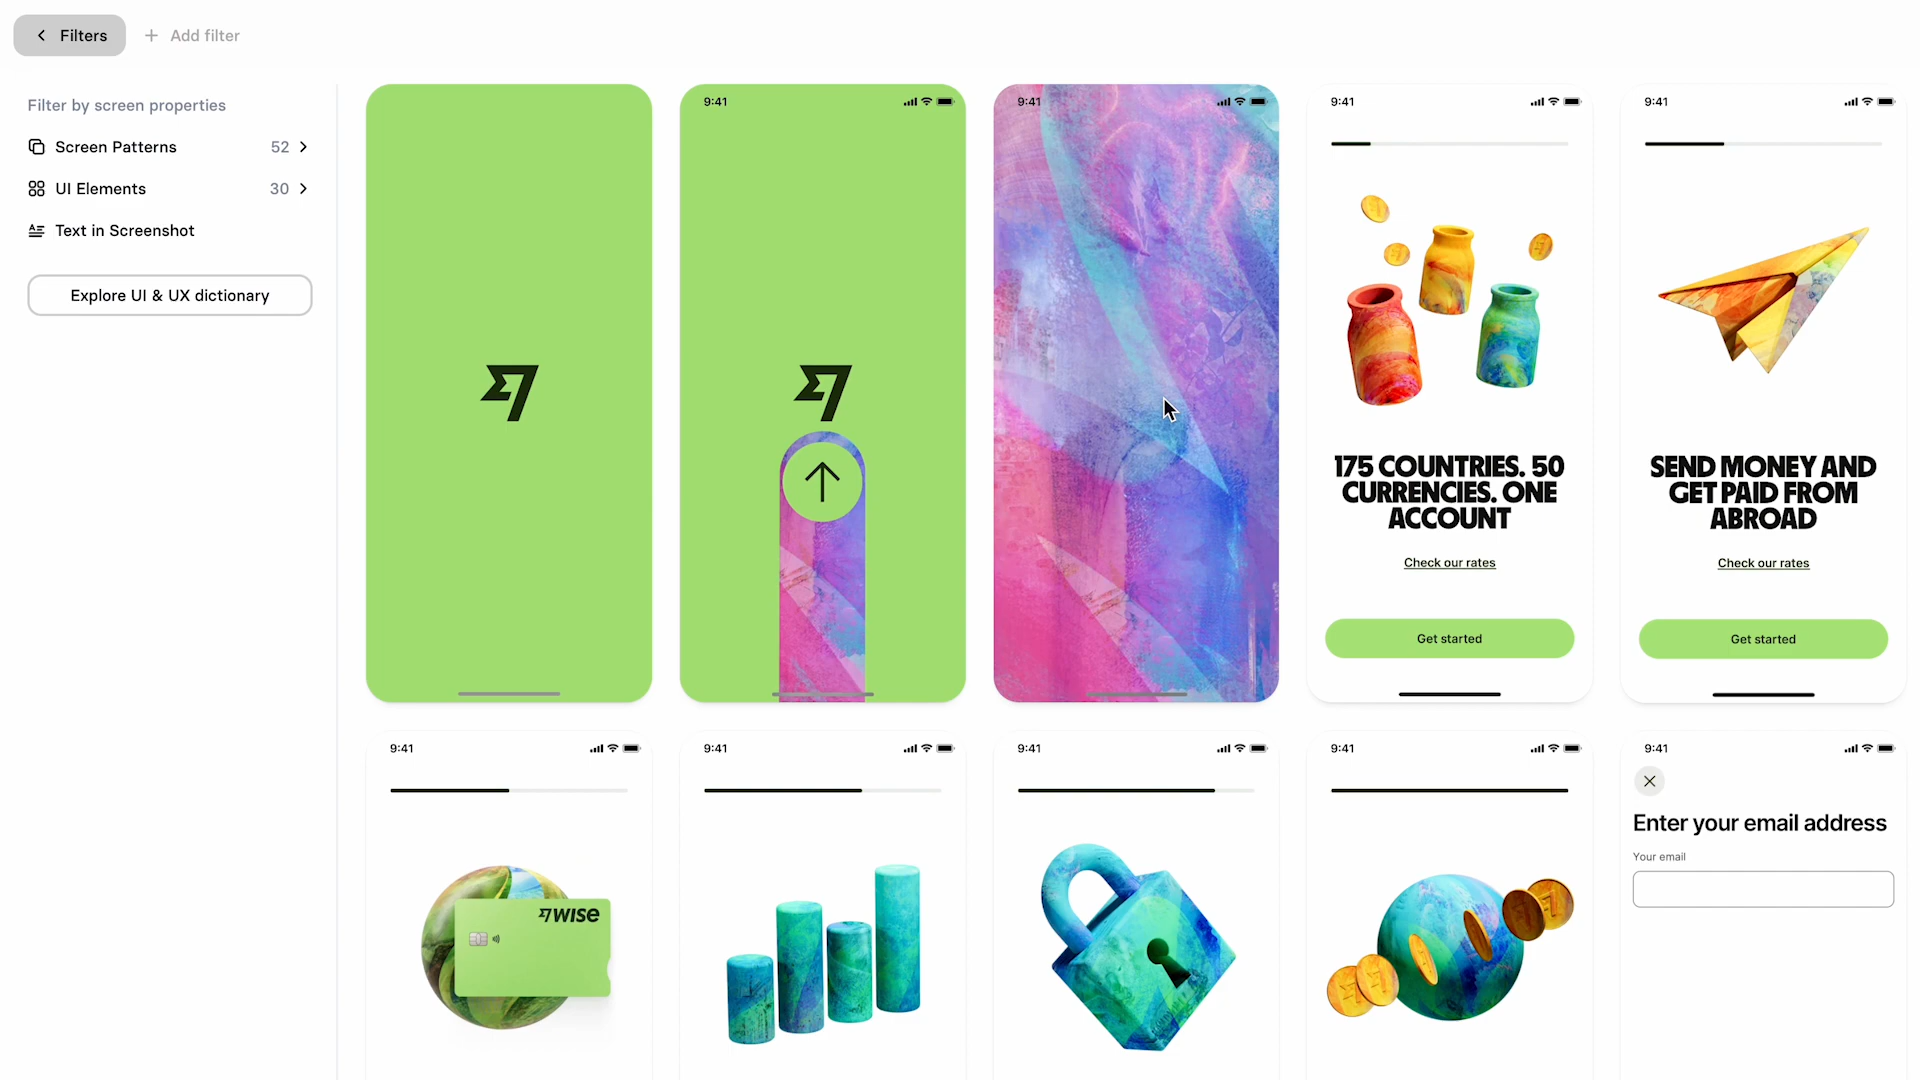 Filters
Add filter
Filter by screen properties
Screen Patterns 52
UI Elements 30
Text in Screenshot
Explore UI & UX dictionary
9:41
9:41
9:41
175 COUNTRIES. 50
CURRENCIES. ONE
ACCOUNT
Check our rates
Get started
9:41
SEND MONEY AND
GET PAID FROM
ABROAD
Check our rates
Get started
9:41
WISE
9:41
9:41
9:41
9:41
Enter your email address
Your email